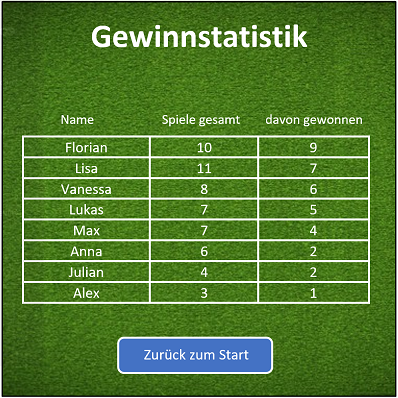 Gewinnstatistik
Name Spiele gesamt davon gewonnen
Florian 10 9
Lisa 11 7
Vanessa 8 6
Lukas 7 5
Max 7 4
Anna 6 2
Julian 4 2
Alex 3 1
Zurück zum Start